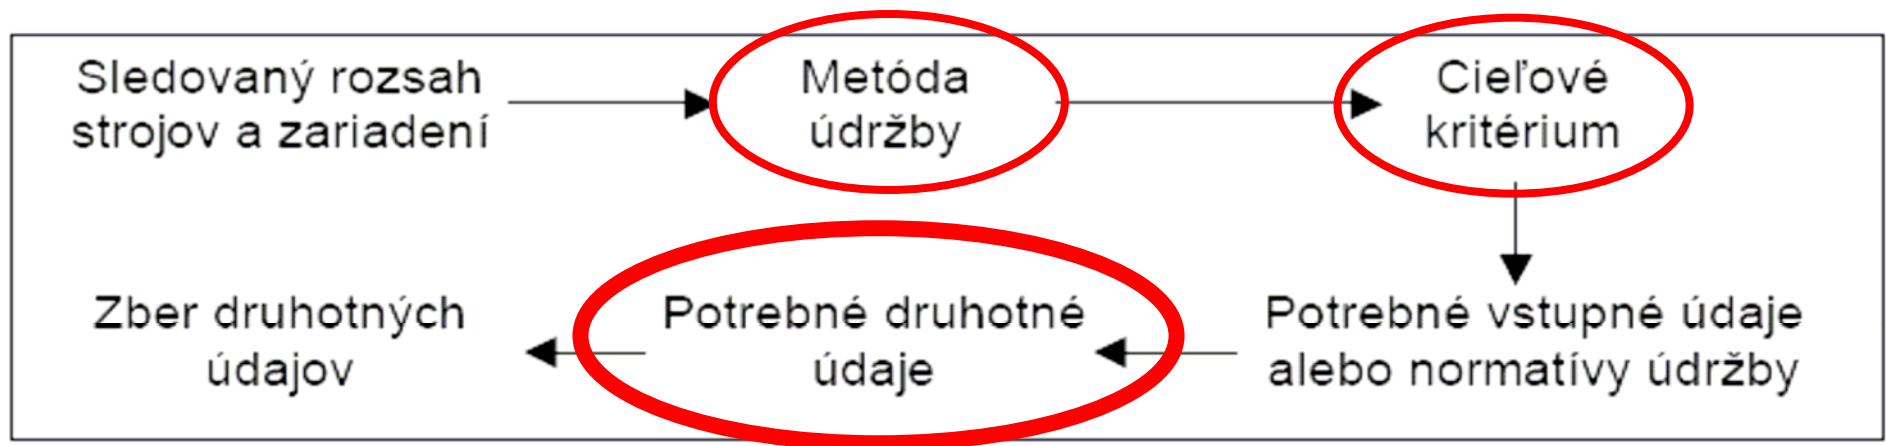 Sledovaný rozsah
strojov a zariadení
Metóda
údržby
Cieľové
kritérium
Potrebné vstupné údaje
alebo normatívy údržby
Potrebné druhotné
údaje
Zber druhotných
údajov